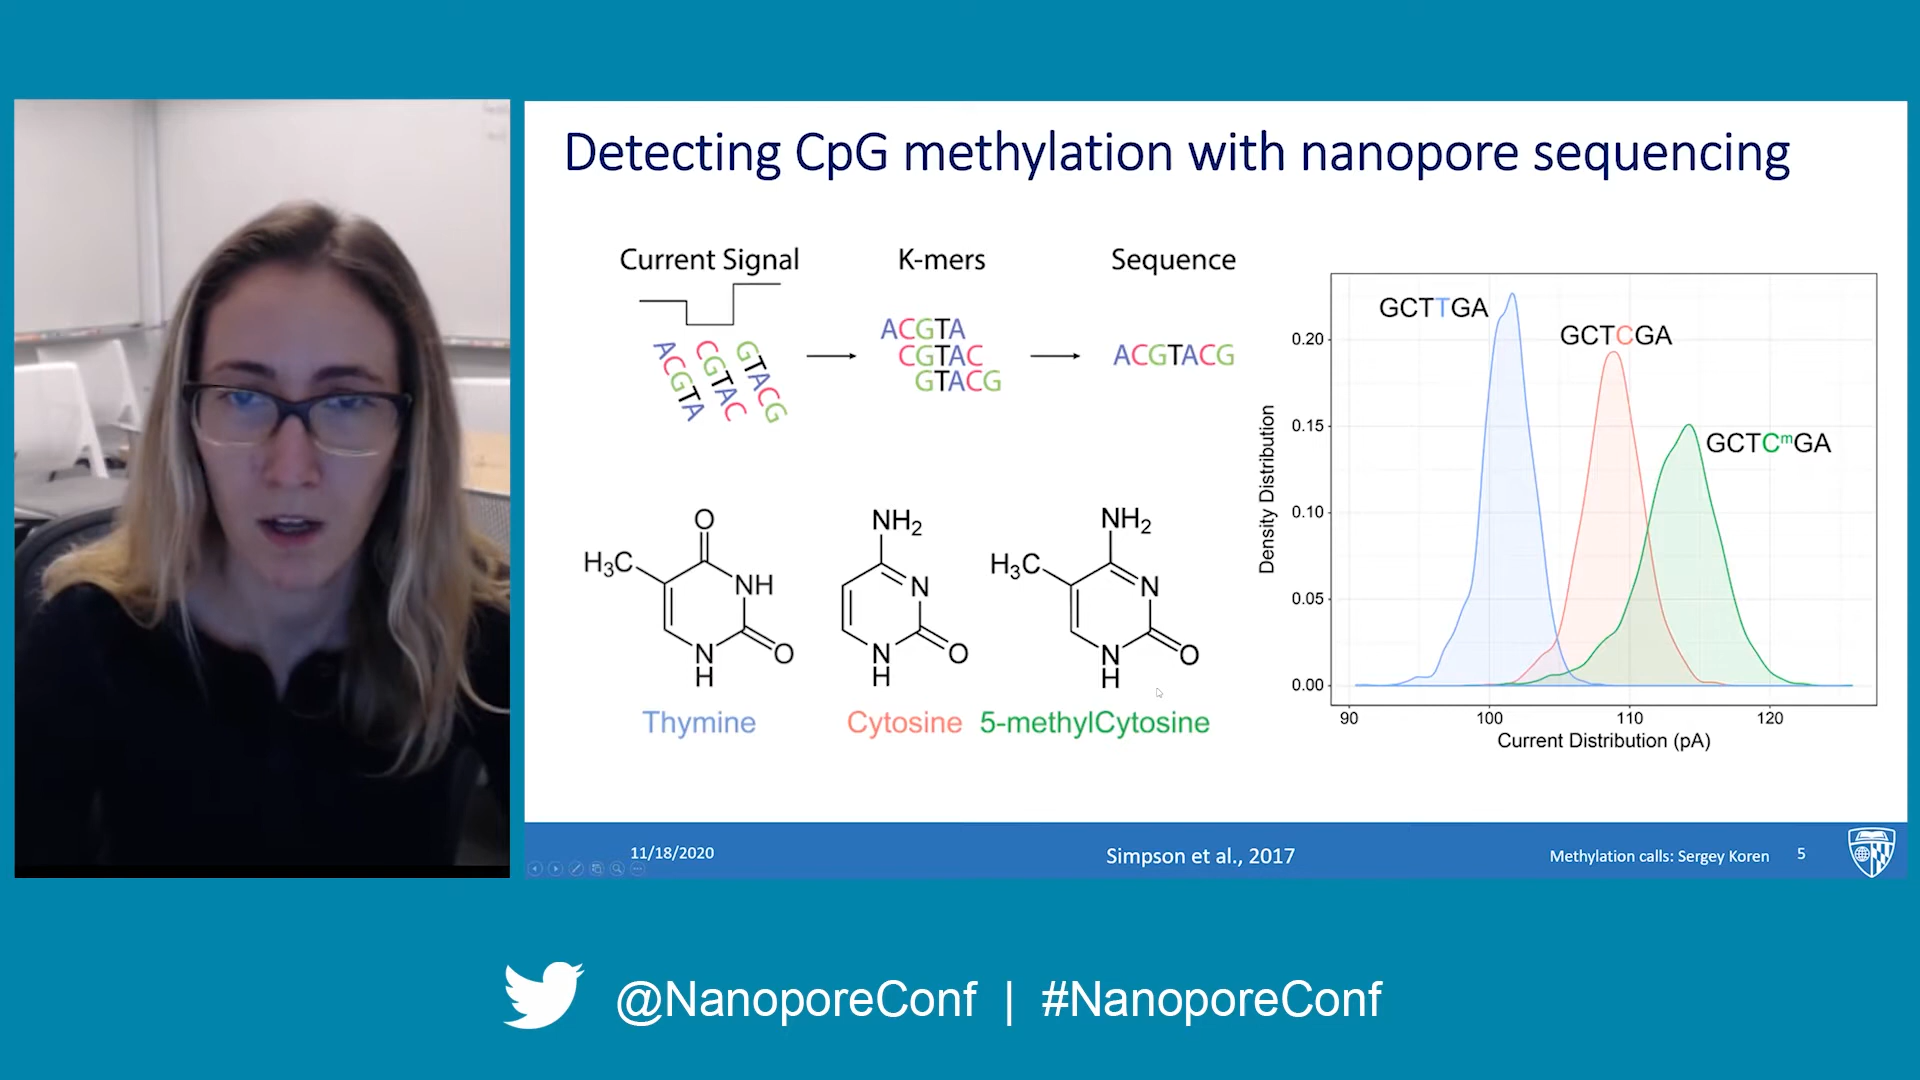 Detecting CpG methylation with nanopore sequencing
Current Signal
K-mers
Sequence
ACGTA
CGTAC
GTACG
ACGTA
CGTAC
GTACG
ACGTACG
O
H₃C
NH
O
N
H
Thymine
NH₂
N
O
N
H
Cytosine
NH₂
H₃C
N
O
N
H
5-methylCytosine
GCTTGA
GCTCGA
GCTCᵐGA
Density Distribution
0.20
0.15
0.10
0.05
0.00
90
100
110
120
Current Distribution (pA)
11/18/2020
Simpson et al., 2017
Methylation calls: Sergey Koren
5
@NanoporeConf | #NanoporeConf